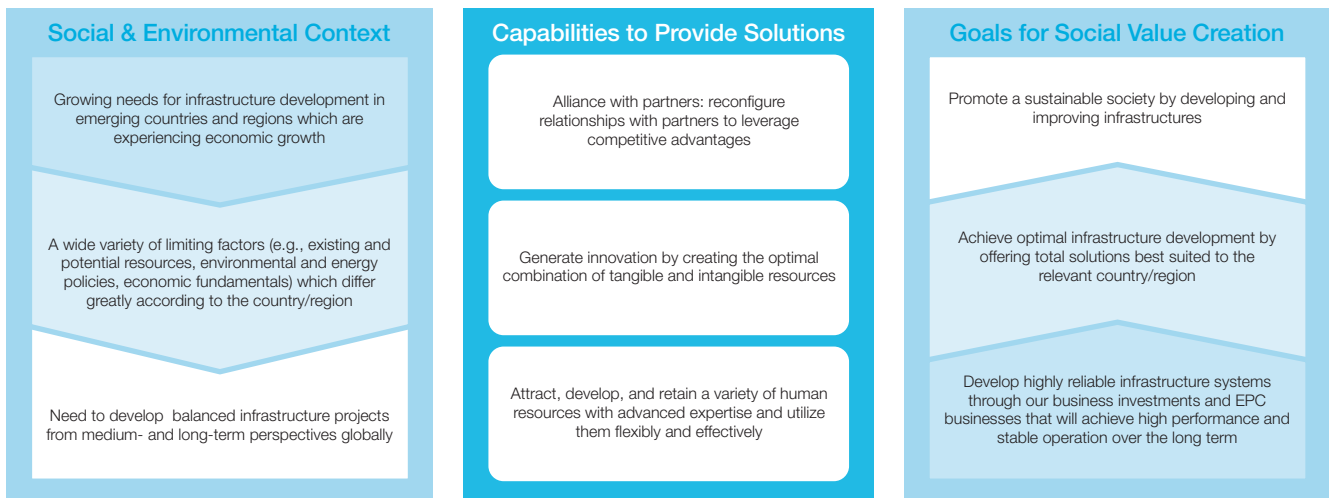 Social & Environmental Context
Growing needs for infrastructure development in
emerging countries and regions which are
experiencing economic growth
A wide variety of limiting factors (e.g., existing and
potential resources, environmental and energy
policies, economic fundamentals) which differ
greatly according to the country/region
Need to develop balanced infrastructure projects
from medium- and long-term perspectives globally
Capabilities to Provide Solutions
Alliance with partners: reconfigure
relationships with partners to leverage
competitive advantages
Generate innovation by creating the optimal
combination of tangible and intangible resources
Attract, develop, and retain a variety of human
resources with advanced expertise and utilize
them flexibly and effectively
Goals for Social Value Creation
Promote a sustainable society by developing and
improving infrastructures
Achieve optimal infrastructure development by
offering total solutions best suited to the
relevant country/region
Develop highly reliable infrastructure systems
through our business investments and EPC
businesses that will achieve high performance and
stable operation over the long term